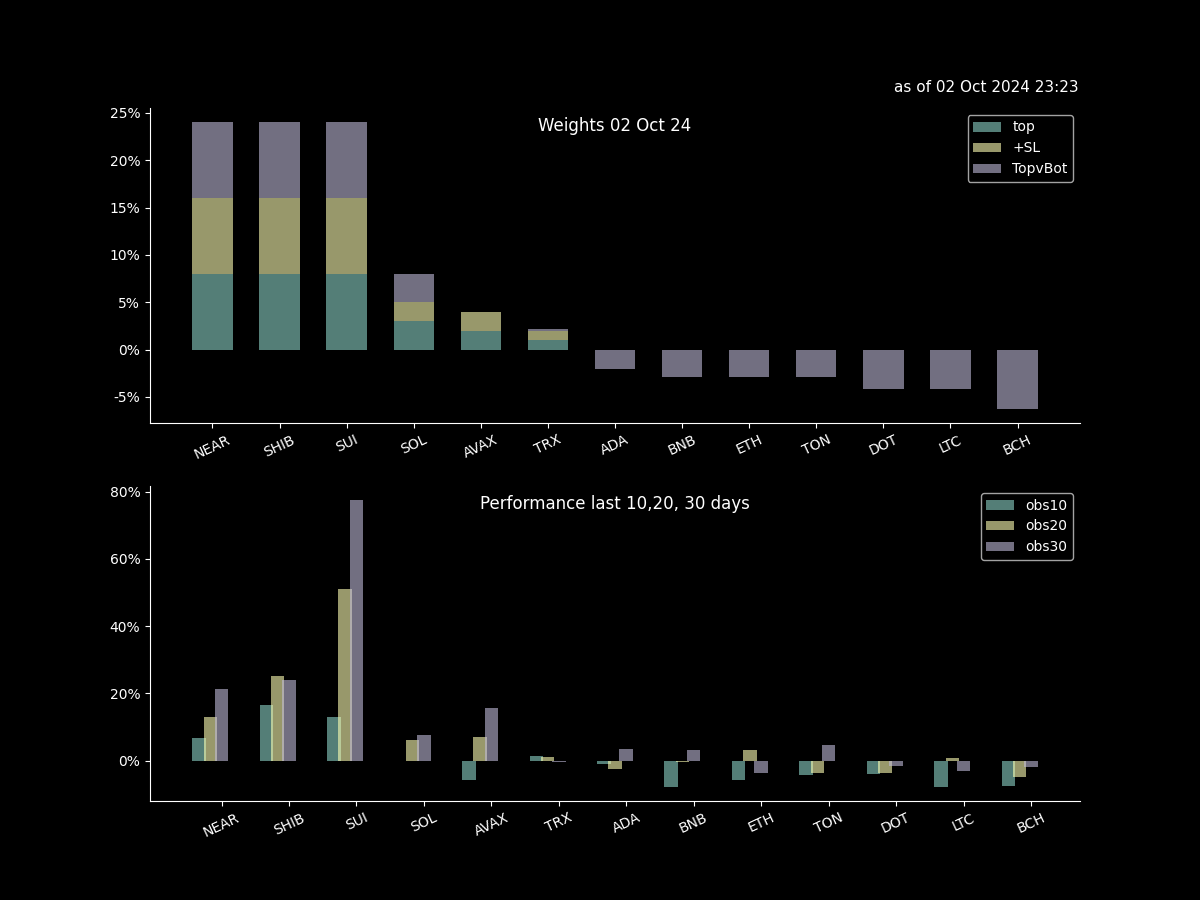 as of 02 Oct 2024 23:23
Weights 02 Oct 24
top
+SL
TopvBot
25%
20%
15%
10%
5%
0%
-5%
NEAR SHIB SUI SOL AVAX TRX ADA BNB ETH TON DOT LTC BCH
Performance last 10,20, 30 days
obs10
obs20
obs30
80%
60%
40%
20%
0%
NEAR SHIB SUI SOL AVAX TRX ADA BNB ETH TON DOT LTC BCH